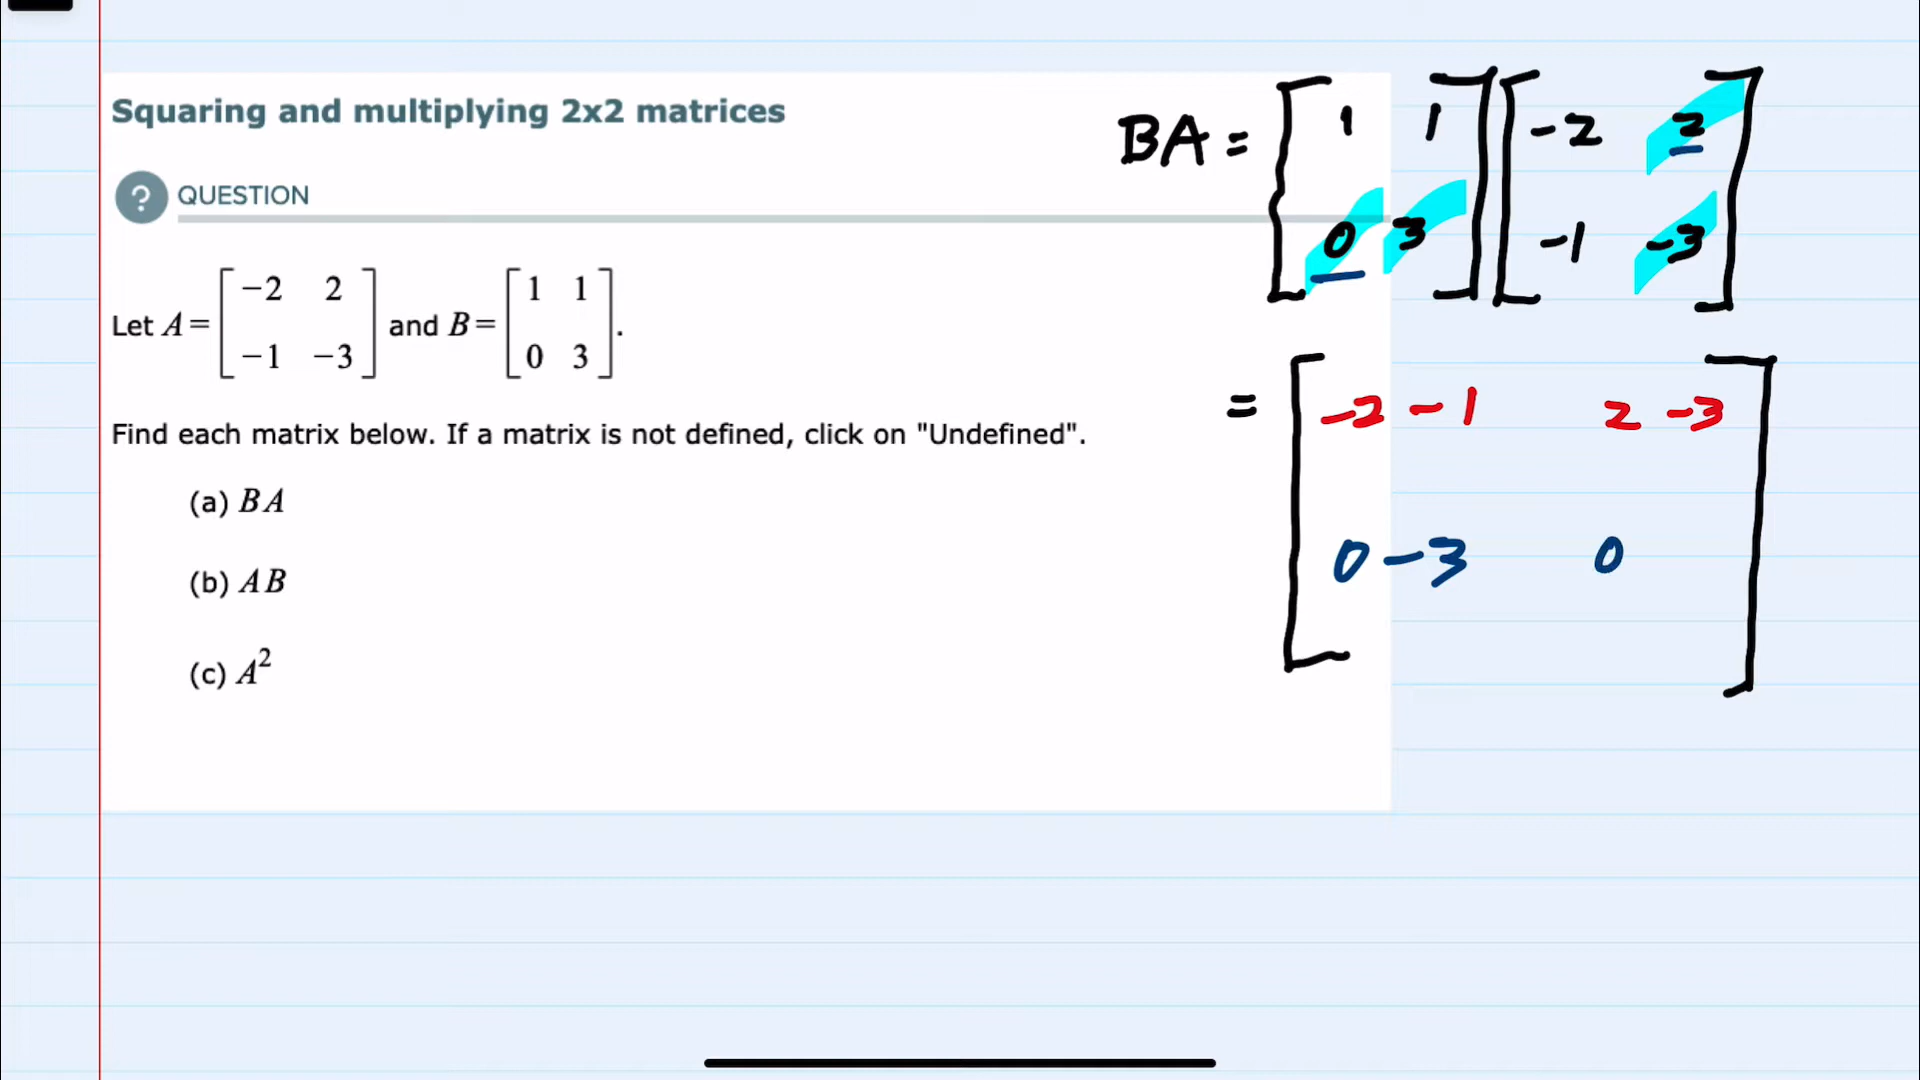 Squaring and multiplying 2x2 matrices
? QUESTION
Let A = [ −2 2 ; −1 −3 ] and B = [ 1 1 ; 0 3 ].
Find each matrix below. If a matrix is not defined, click on "Undefined".
(a) BA
(b) AB
(c) A²
BA = [ 1 1 ; 0 3 ] [ -2 2 ; -1 -3 ]
= [ -2 - 1 2 - 3 ; 0 - 3 0 ]